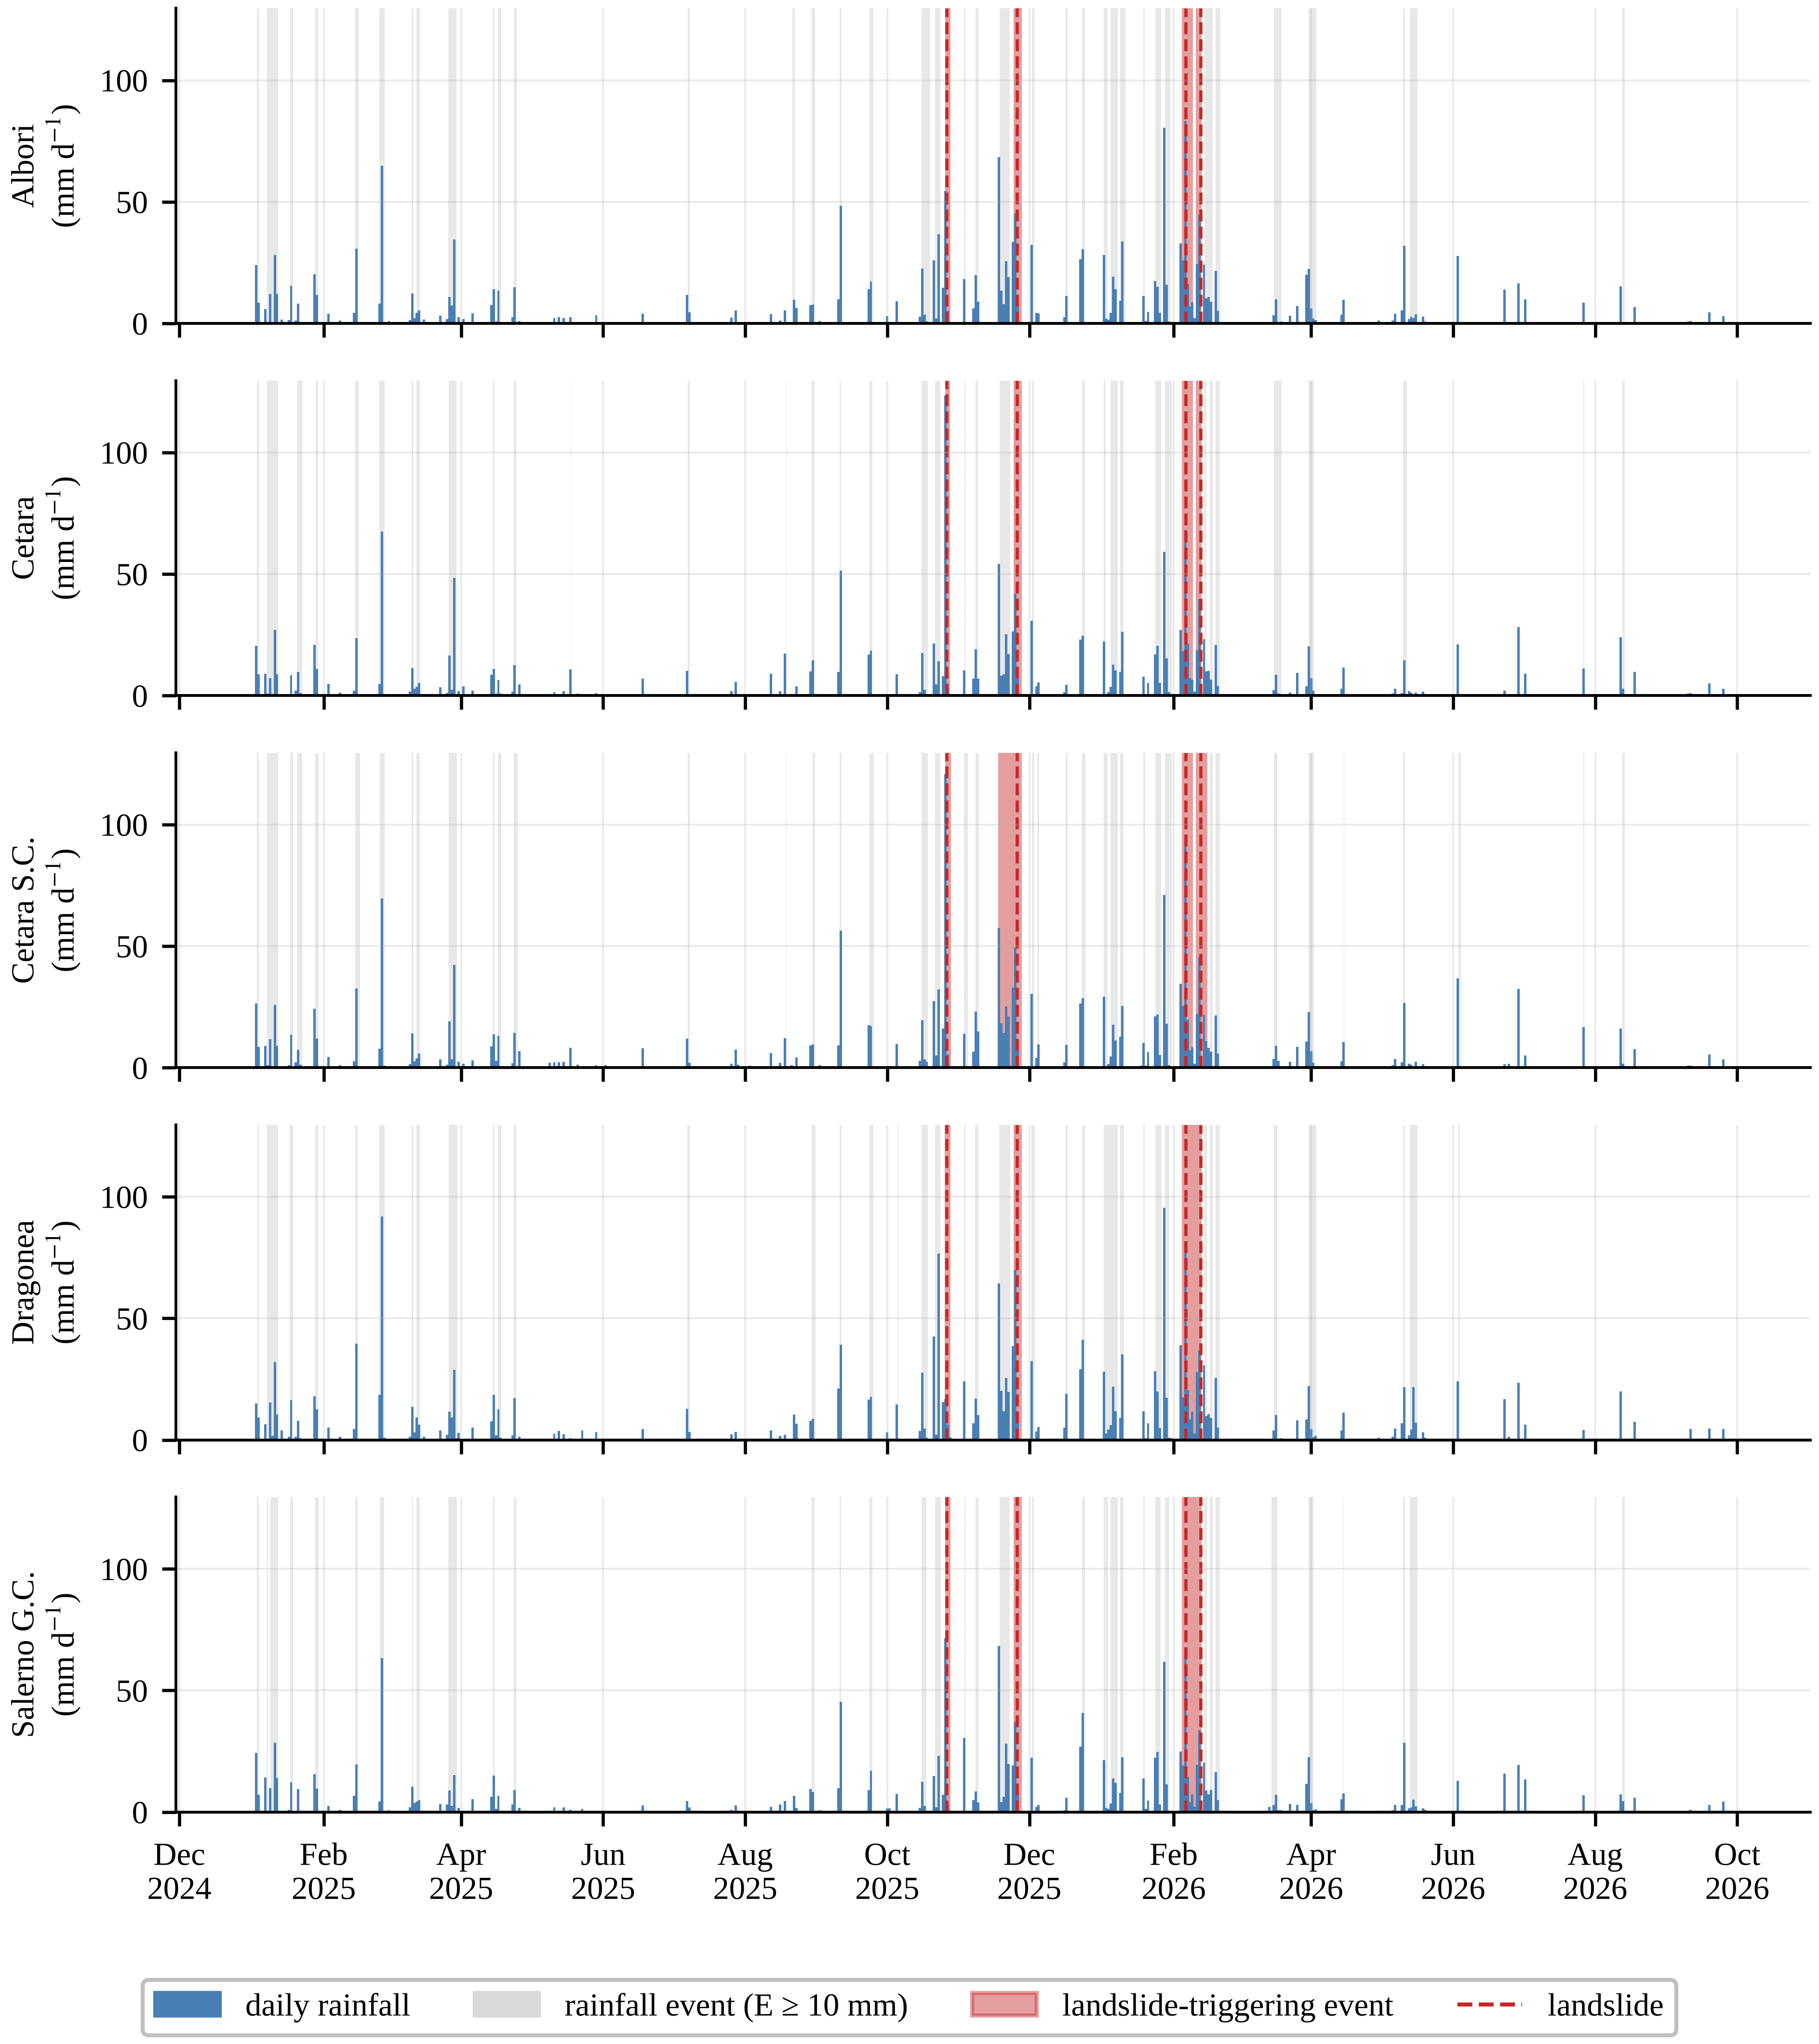 Albori
(mm d⁻¹)
100
50
0
Cetara
(mm d⁻¹)
100
50
0
Cetara S.C.
(mm d⁻¹)
100
50
0
Dragonea
(mm d⁻¹)
100
50
0
Salerno G.C.
(mm d⁻¹)
100
50
0
Dec Feb Apr Jun Aug Oct Dec Feb Apr Jun Aug Oct
2024 2025 2025 2025 2025 2025 2025 2026 2026 2026 2026 2026
daily rainfall rainfall event (E ≥ 10 mm) landslide-triggering event landslide